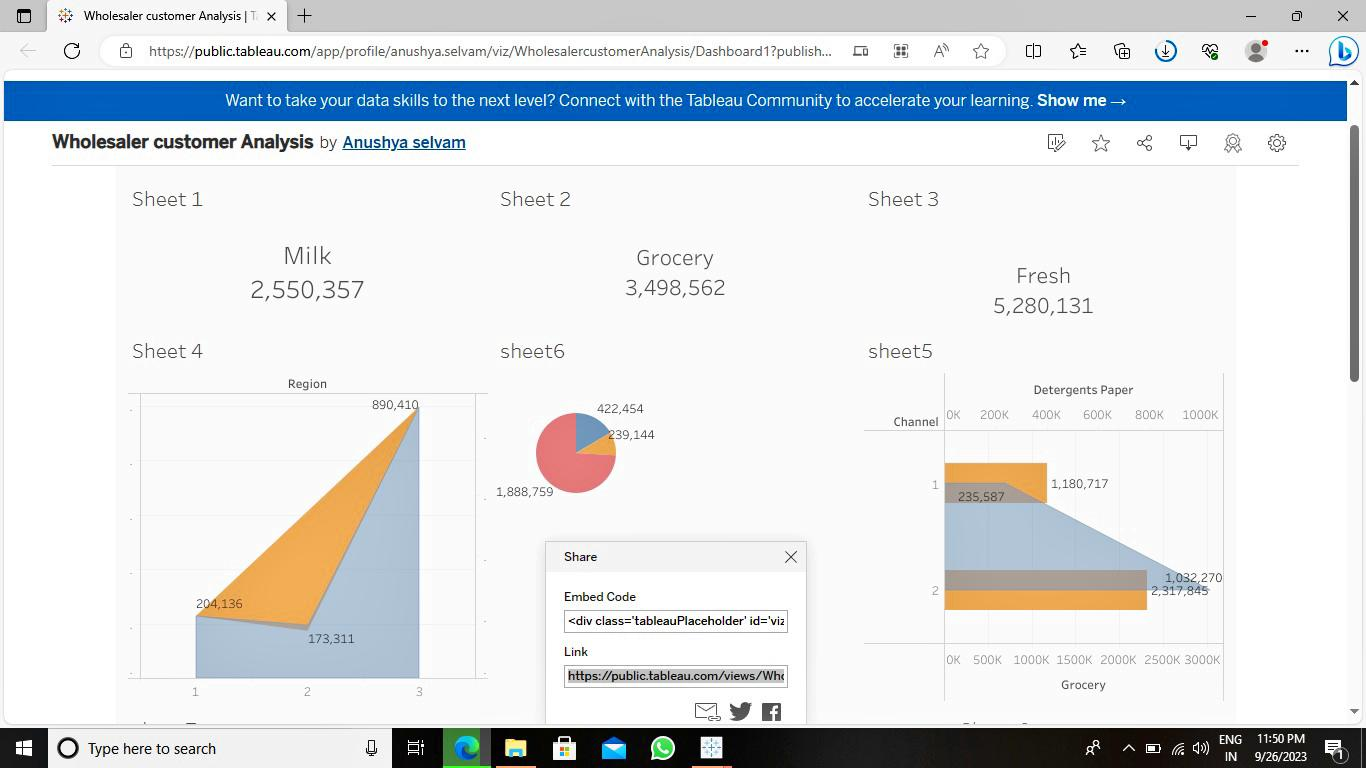 Wholesaler customer Analysis | T
https://public.tableau.com/app/profile/anushya.selvam/viz/WholesalercustomerAnalysis/Dashboard1?publish...
Want to take your data skills to the next level? Connect with the Tableau Community to accelerate your learning. Show me →
Wholesaler customer Analysis by Anushya selvam
Sheet 1
Milk
2,550,357
Sheet 2
Grocery
3,498,562
Sheet 3
Fresh
5,280,131
Sheet 4
Region
890,410
204,136
173,311
1 2 3
sheet6
422,454
239,144
1,888,759
sheet5
Detergents Paper
0K 200K 400K 600K 800K 1000K
Channel
1
1,180,717
235,587
2
1,032,270
2,317,845
0K 500K 1000K 1500K 2000K 2500K 3000K
Grocery
Share
Embed Code
<div class='tableauPlaceholder' id='viz
Link
https://public.tableau.com/views/Who
Type here to search
ENG
IN
11:50 PM
9/26/2023
1